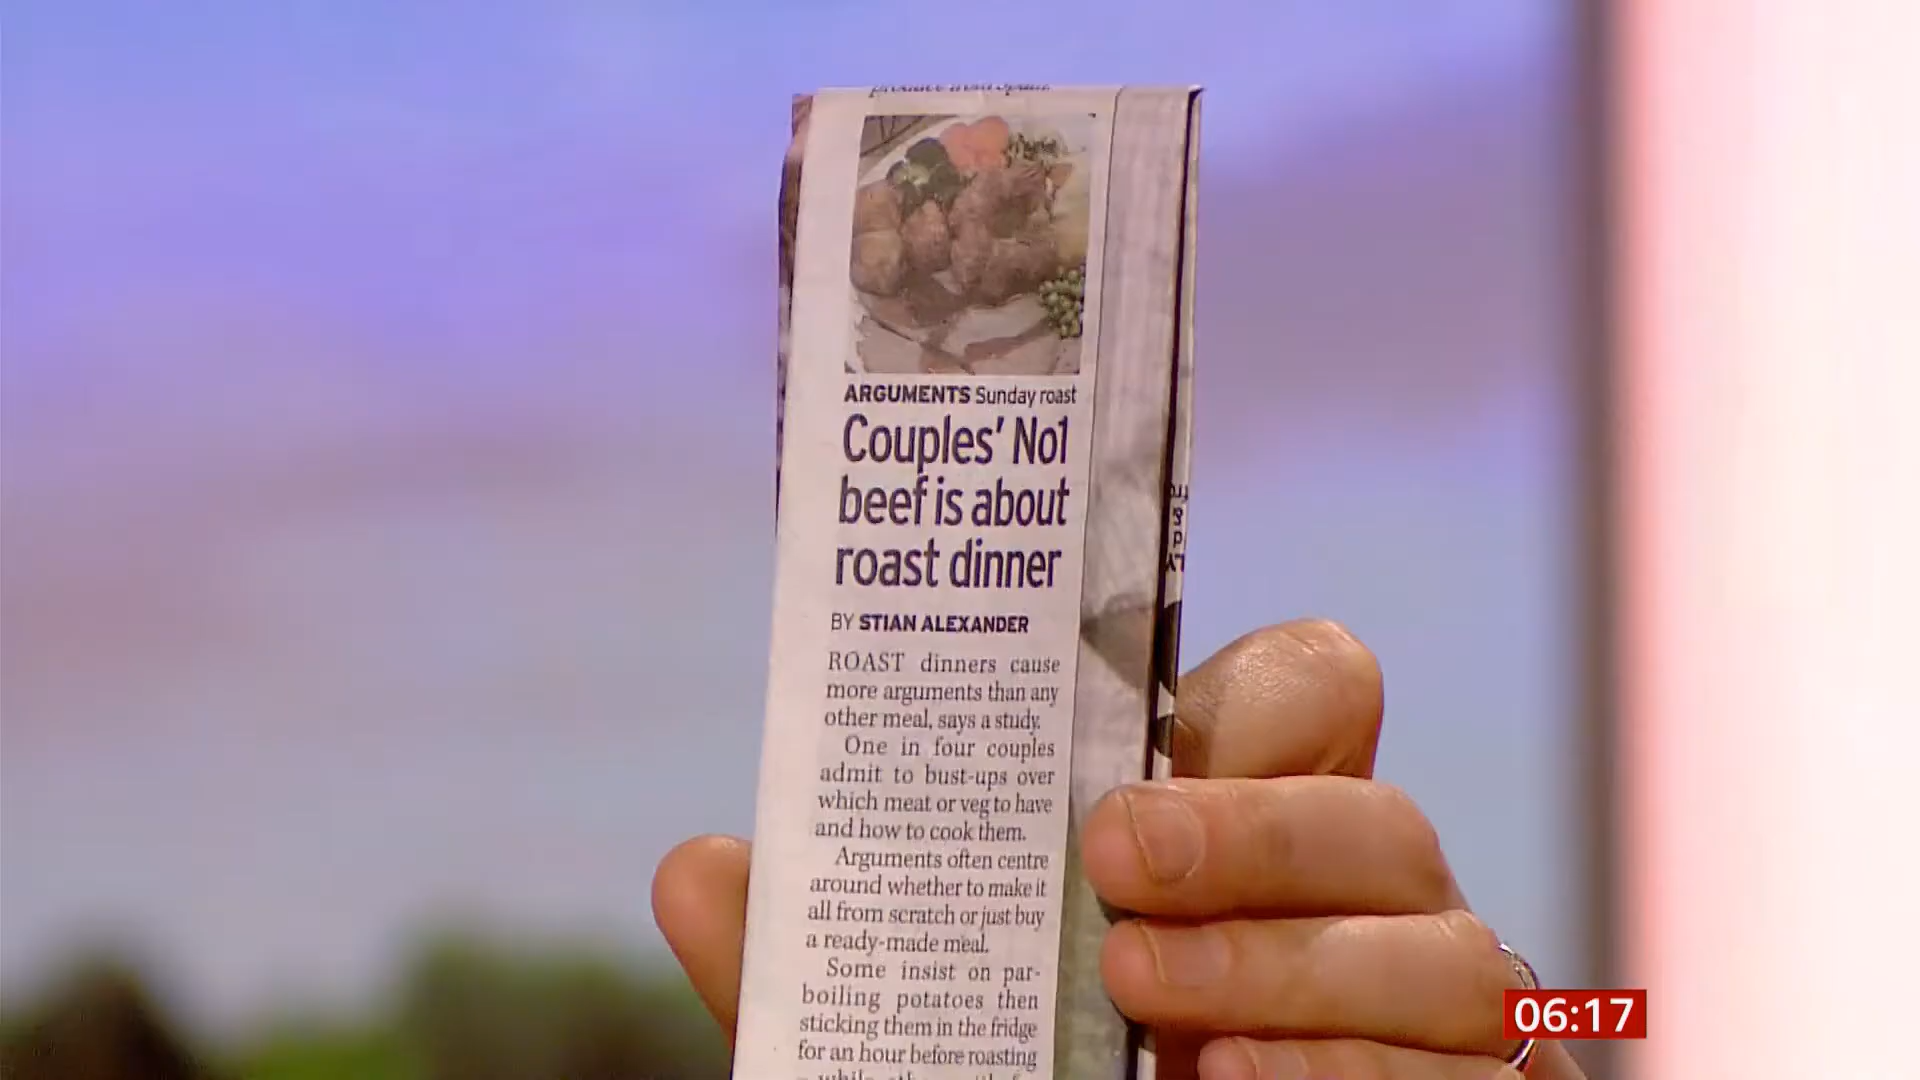 produce from Spain.
ARGUMENTS Sunday roast
Couples' No1
beef is about
roast dinner
BY STIAN ALEXANDER
ROAST dinners cause
more arguments than any
other meal, says a study.
One in four couples
admit to bust-ups over
which meat or veg to have
and how to cook them.
Arguments often centre
around whether to make it
all from scratch or just buy
a ready-made meal.
Some insist on par-
boiling potatoes then
sticking them in the fridge
for an hour before roasting
06:17